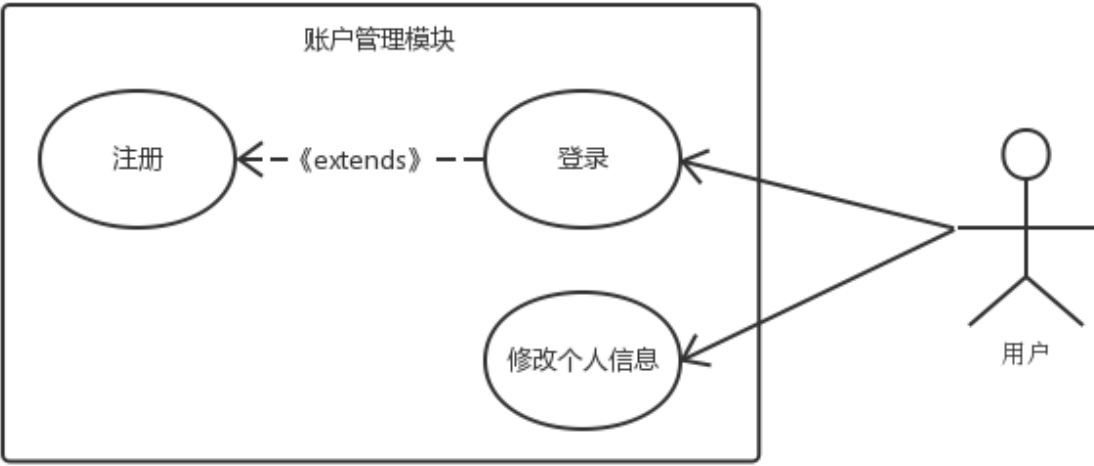 账户管理模块
注册
《extends》
登录
修改个人信息
用户